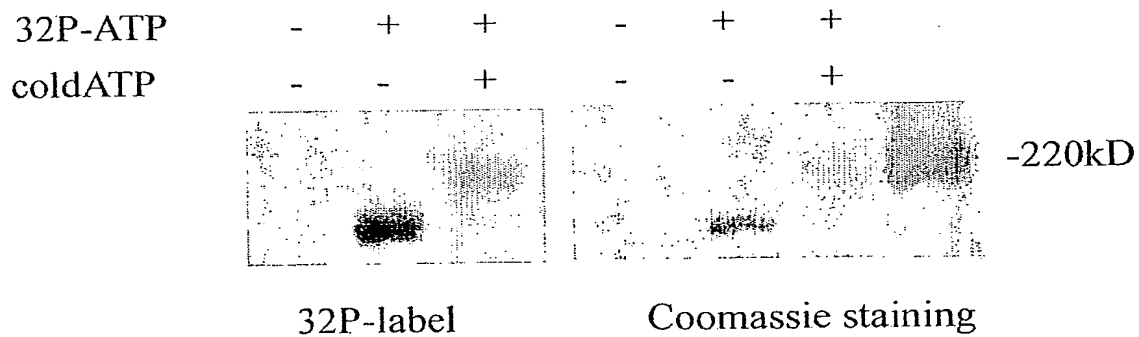 32P-ATP - + + - + +
coldATP - - + - - +
-220kD
32P-label Coomassie staining